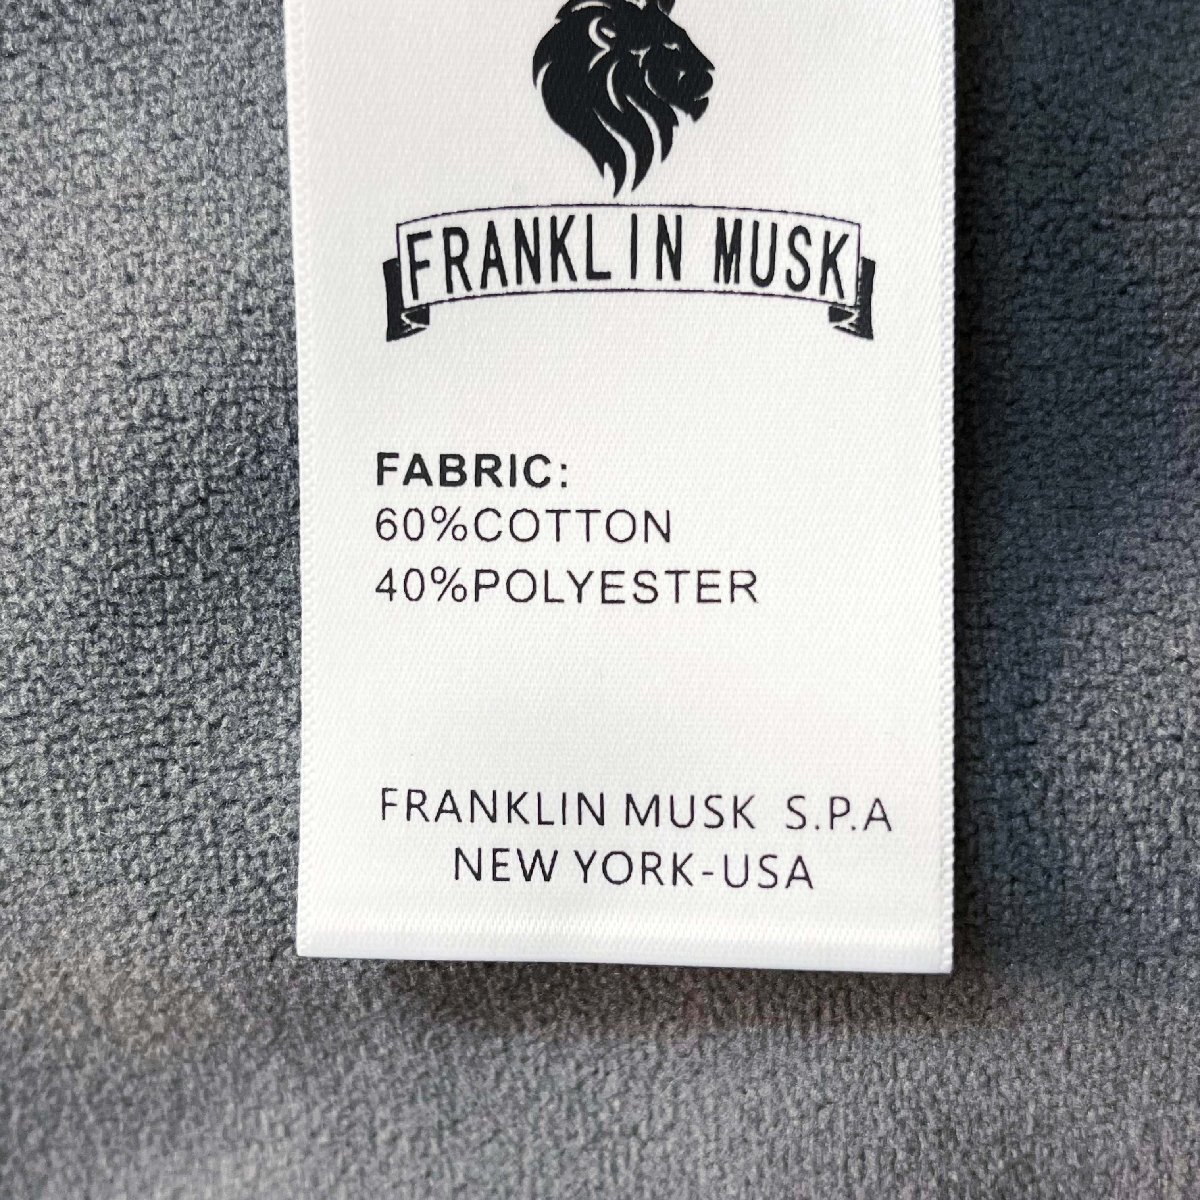 FRANKLIN MUSK
FABRIC:
60%COTTON
40%POLYESTER
FRANKLIN MUSK S.P.A
NEW YORK-USA